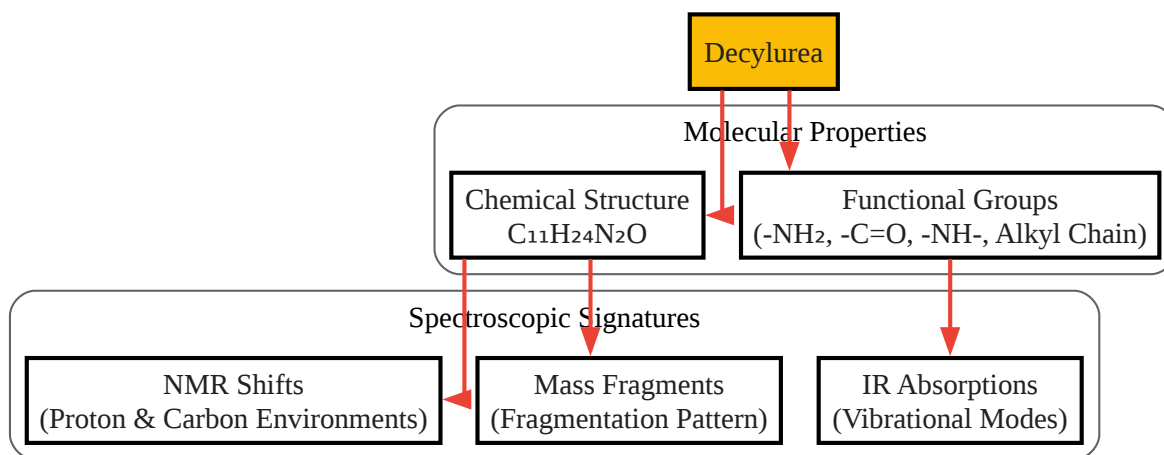 Decylurea
Molecular Properties
Chemical Structure
C₁₁H₂₄N₂O
Functional Groups
(-NH₂, -C=O, -NH-, Alkyl Chain)
Spectroscopic Signatures
NMR Shifts
(Proton & Carbon Environments)
Mass Fragments
(Fragmentation Pattern)
IR Absorptions
(Vibrational Modes)